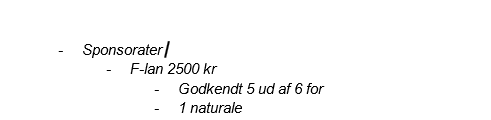 - Sponsorater
- F-lan 2500 kr
- Godkendt 5 ud af 6 for
- 1 naturale